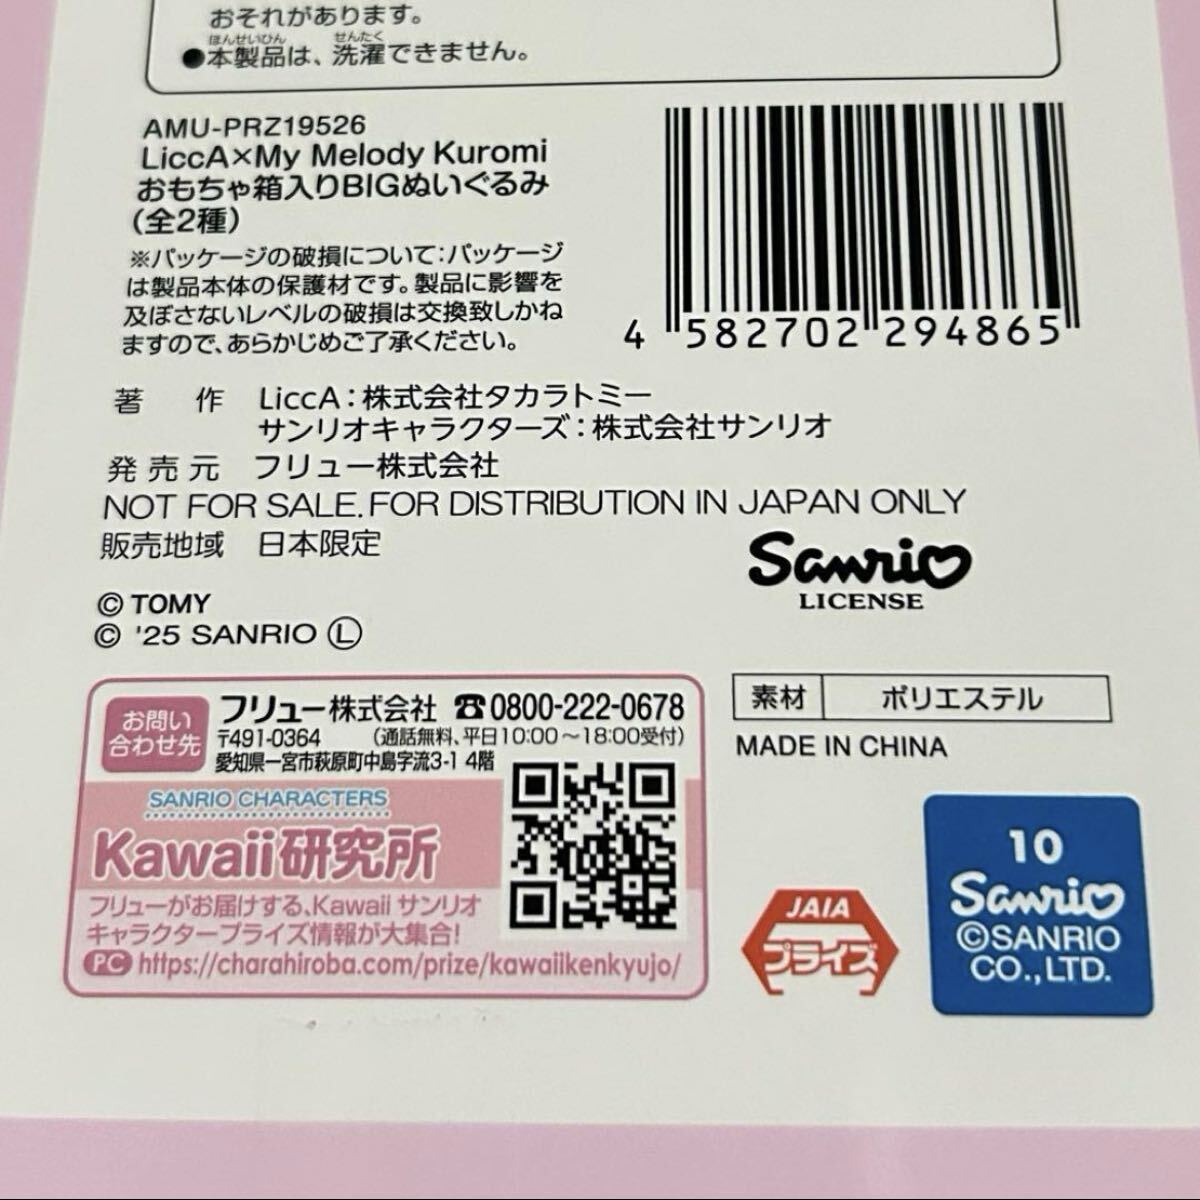 おそれがあります。
●本製品は、洗濯できません。
ほんせいひん
せんたく
AMU-PRZ19526
LiccA×My Melody Kuromi
おもちゃ箱入りBIGぬいぐるみ
(全2種)
※パッケージの破損について:パッケージ
は製品本体の保護材です。製品に影響を
及ぼさないレベルの破損は交換致しかね
ますので、あらかじめご了承ください。
4 582702 294865
著　作　LiccA:株式会社タカラトミー
サンリオキャラクターズ:株式会社サンリオ
発売元　フリュー株式会社
NOT FOR SALE. FOR DISTRIBUTION IN JAPAN ONLY
販売地域　日本限定
Sanrio
LICENSE
© TOMY
© '25 SANRIO Ⓛ
お問い
合わせ先
フリュー株式会社 ☎0800-222-0678
〒491-0364 (通話無料、平日10:00～18:00受付)
愛知県一宮市萩原町中島字流3-1 4階
SANRIO CHARACTERS
Kawaii研究所
フリューがお届けする、Kawaii サンリオ
キャラクタープライズ情報が大集合!
PC https://charahiroba.com/prize/kawaiikenkyujo/
素材 ポリエステル
MADE IN CHINA
JAIA
プライズ
10
Sanrio
©SANRIO
CO.,LTD.